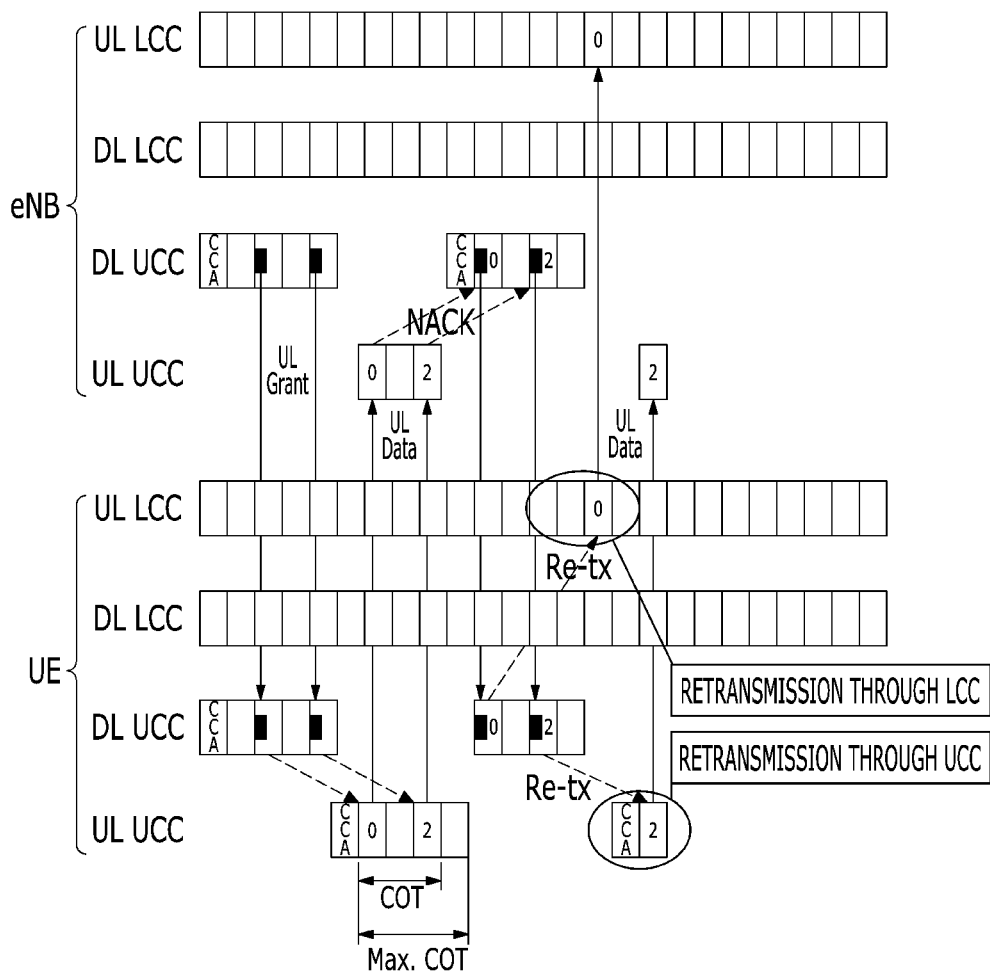 eNB
UL LCC
0
DL LCC
DL UCC
CCA
CCA
0
2
NACK
UL UCC
0
2
2
UL
Grant
UL
Data
UL
Data
UE
UL LCC
0
Re-tx
DL LCC
RETRANSMISSION THROUGH LCC
DL UCC
CCA
0
2
RETRANSMISSION THROUGH UCC
Re-tx
UL UCC
CCA
0
2
CCA
2
COT
Max. COT